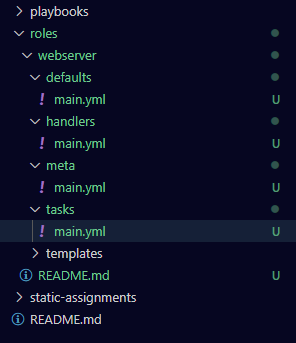 playbooks
roles
webserver
defaults
! main.yml U
handlers
! main.yml U
meta
! main.yml U
tasks
! main.yml U
templates
README.md U
static-assignments
README.md